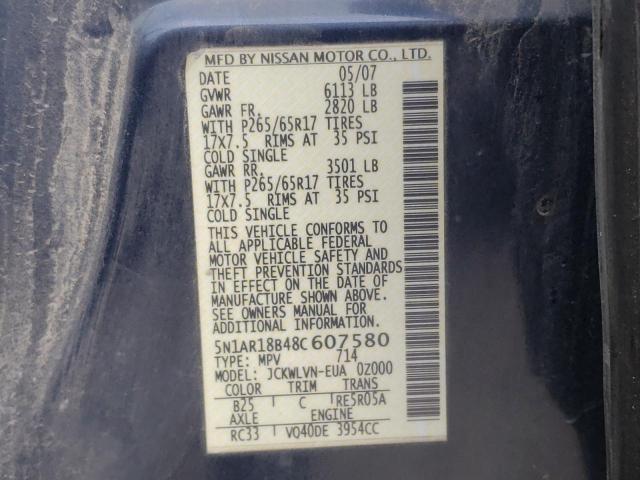 MFD BY NISSAN MOTOR CO., LTD.
DATE 05/07
GVWR 6113 LB
GAWR FR. 2820 LB
WITH P265/65R17 TIRES
17X7.5 RIMS AT 35 PSI
COLD SINGLE
GAWR RR. 3501 LB
WITH P265/65R17 TIRES
17X7.5 RIMS AT 35 PSI
COLD SINGLE
THIS VEHICLE CONFORMS TO
ALL APPLICABLE FEDERAL
MOTOR VEHICLE SAFETY AND
THEFT PREVENTION STANDARDS
IN EFFECT ON THE DATE OF
MANUFACTURE SHOWN ABOVE.
SEE OWNERS MANUAL FOR
ADDITIONAL INFORMATION.
5N1AR18B48C607580
TYPE: MPV 714
MODEL: JCKWLVN-EUA 0Z000
COLOR TRIM TRANS
B25 C RE5R05A
AXLE ENGINE
RC33 VQ40DE 3954CC